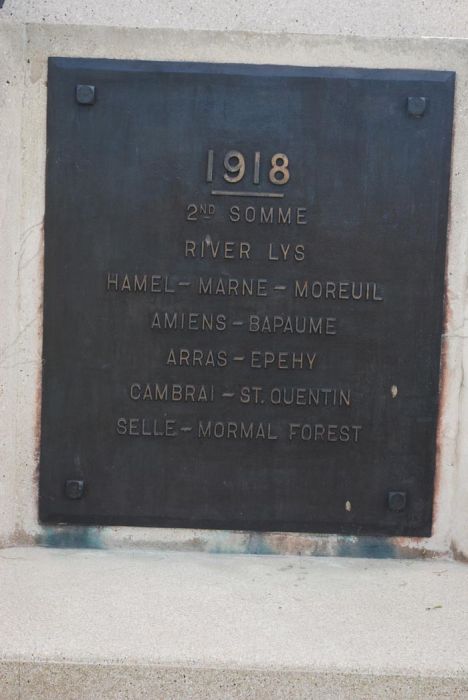 1918
2ND SOMME
RIVER LYS
HAMEL - MARNE - MOREUIL
AMIENS - BAPAUME
ARRAS - EPEHY
CAMBRAI - ST. QUENTIN
SELLE - MORMAL FOREST